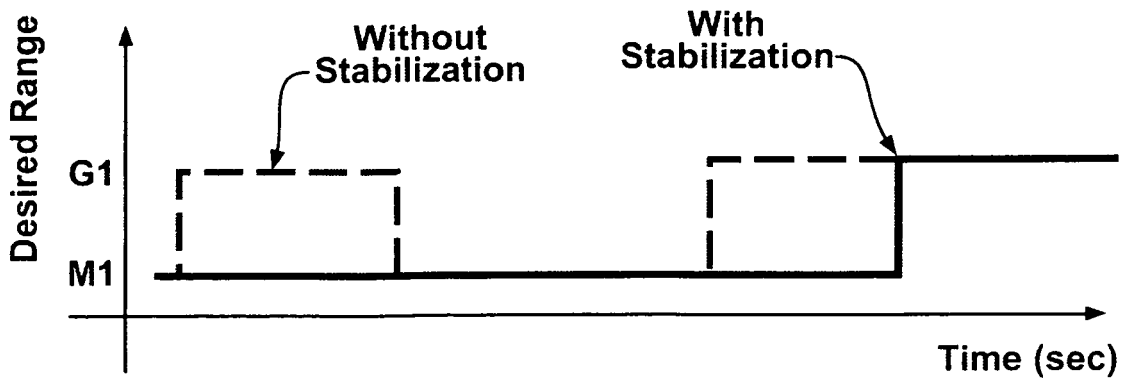 Desired Range
Without
Stabilization
With
Stabilization
G1
M1
Time (sec)